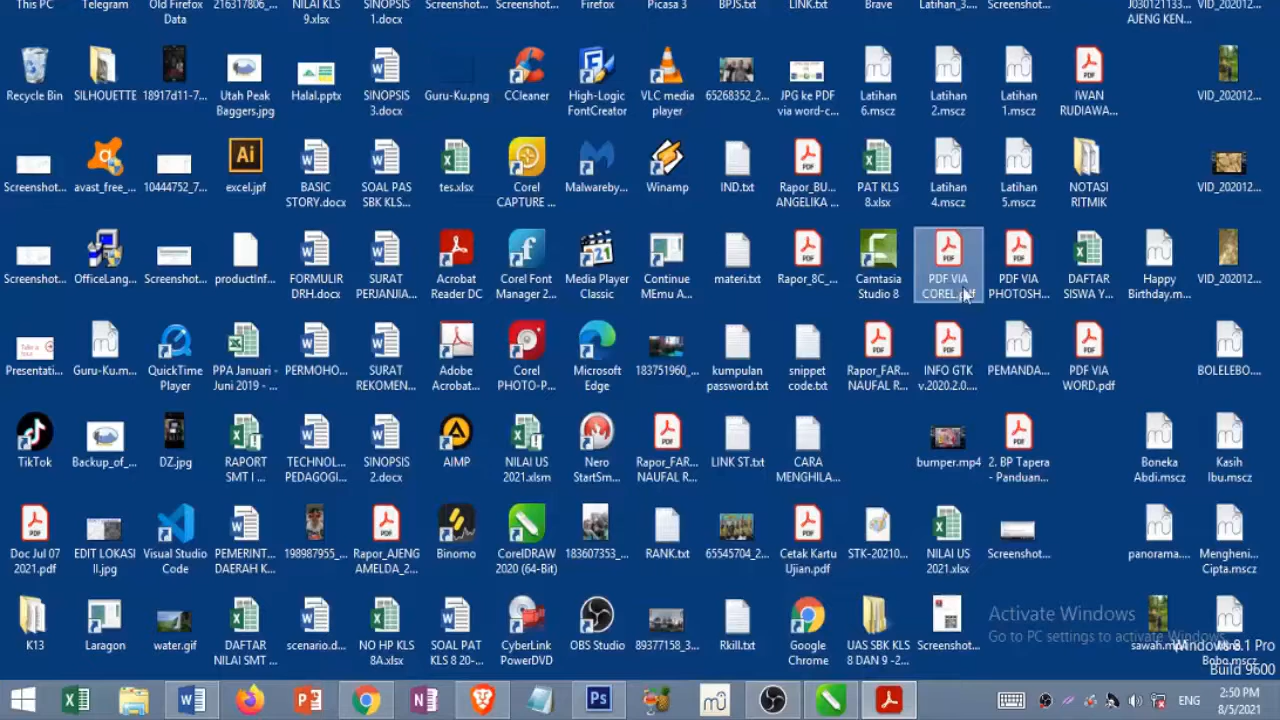 This PC Telegram Old Firefox 216317806_... NILAI KLS SINOPSIS Screenshot... Screenshot... Firefox Picasa 3 BPJS.txt LINK.txt Brave Latihan_3.... Screenshot... J030121133...
Data 9.xlsx 1.docx AJENG KEN...
Recycle Bin SILHOUETTE 18917d11-7... Utah Peak Halal.pptx SINOPSIS Guru-Ku.png CCleaner High-Logic VLC media 65268352_2... JPG ke PDF Latihan Latihan Latihan IWAN VID_202012...
Baggers.jpg 3.docx FontCreator player via word-c... 6.mscz 2.mscz 1.mscz RUDIAWA...
Screenshot... avast_free_... 10444752_7... excel.jpf BASIC SOAL PAS tes.xlsx Corel Malwareby... Winamp IND.txt Rapor_BU... PAT KLS Latihan Latihan NOTASI VID_202012...
STORY.docx SBK KLS... CAPTURE ... ANGELIKA ... 8.xlsx 4.mscz 5.mscz RITMIK
Screenshot... OfficeLang... Screenshot... productInf... FORMULIR SURAT Acrobat Corel Font Media Player Continue materi.txt Rapor_8C_... Camtasia PDF VIA PDF VIA DAFTAR Happy VID_202012...
DRH.docx PERJANJIA... Reader DC Manager 2... Classic MEmu A... Studio 8 COREL.pdf PHOTOSH... SISWA Y... Birthday.m...
Presentati... Guru-Ku.m... QuickTime PPA Januari - PERMOHO... SURAT Adobe Corel Microsoft 183751960_... kumpulan snippet Rapor_FAR... INFO GTK PEMANDA... PDF VIA BOLELEBO....
Player Juni 2019 - ... REKOMEN... Acrobat... PHOTO-P... Edge password.txt code.txt NAUFAL R... v.2020.2.0.... WORD.pdf
TikTok Backup_of_... DZ.jpg RAPORT TECHNOL... SINOPSIS AIMP NILAI US Nero Rapor_FAR... LINK ST.txt CARA bumper.mp4 2. BP Tapera Boneka Kasih
SMT I ... PEDAGOGI... 2.docx 2021.xlsm StartSm... NAUFAL R... MENGHILA... - Panduan... Abdi.mscz Ibu.mscz
Doc Jul 07 EDIT LOKASI Visual Studio PEMERINT... 198987955_... Rapor_AJENG Binomo CorelDRAW 183607353_... RANK.txt 65545704_2... Cetak Kartu STK-20210... NILAI US Screenshot... panorama.... Mengheni...
2021.pdf II.jpg Code DAERAH K... AMELDA_2... 2020 (64-Bit) Ujian.pdf 2021.xlsx Cipta.mscz
K13 Laragon water.gif DAFTAR scenario.d... NO HP KLS SOAL PAT CyberLink OBS Studio 89377158_3... Rkill.txt Google UAS SBK KLS Screenshot...
NILAI SMT ... 8A.xlsx KLS 8 20-... PowerDVD Chrome 8 DAN 9 -2... Bobo.mscz
Activate Windows
Go to PC settings to activate Windows.
Windows 8.1 Pro
Build 9600
ENG 2:50 PM
8/5/2021